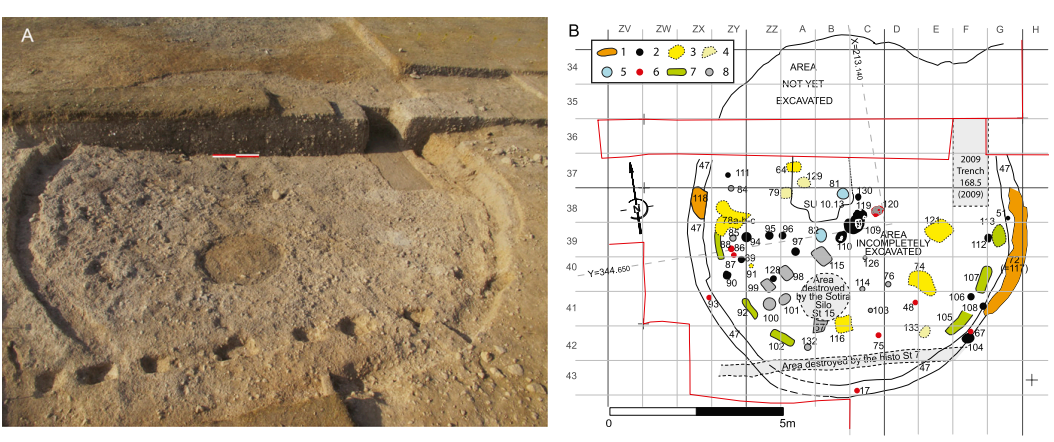 A
B
ZV ZW ZX ZY ZZ A B C D E F G H
1 2 3 4
5 6 7 8
X=213.140
34
AREA
NOT YET
EXCAVATED
35
36
2009
Trench
168.5
(2009)
47 111 64 129 81 130 47
37
84 79 SU 10.13 119 120 51
118
38
78a-b-c 95 96 82 109 121 113
47 85 94 97 110 AREA
INCOMPLETELY
EXCAVATED 112
39
88 86 89 115 126 72
(=117)
87 91 128 98 Area
destroyed
by the Sotira
Silo
St 15 114 76 74 107
40
Y=344.650
90 99 106
93 101 103 48 108
41
92 100 37 105 67
47 116 133
102 132 75 104
42
Area destroyed by the histo St 7 47
43
17
N
0 5m